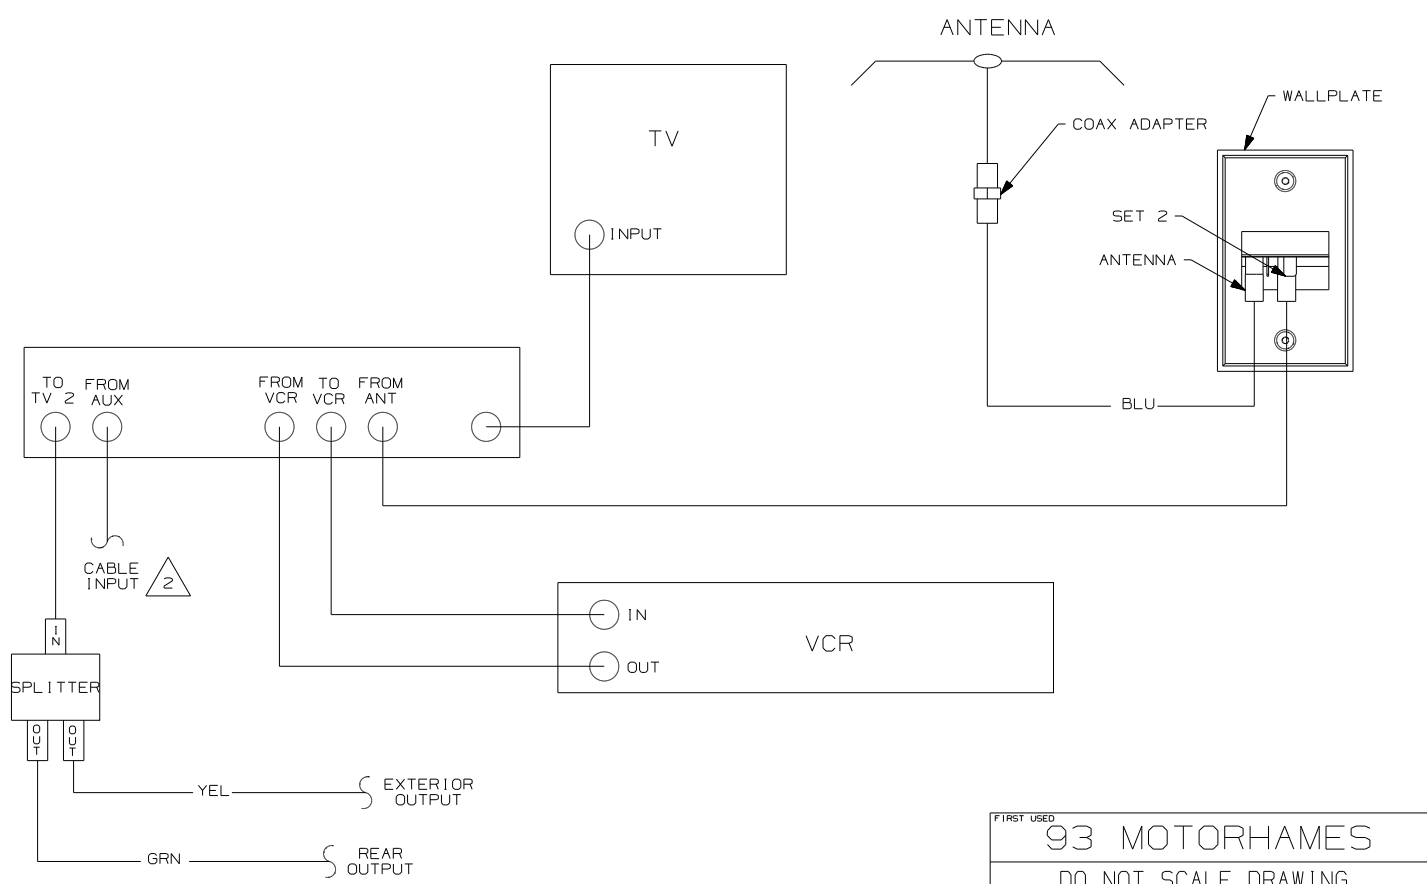 ANTENNA
WALLPLATE
COAX ADAPTER
TV
SET 2
INPUT
ANTENNA
TO
TV 2
FROM
AUX
FROM
VCR
TO
VCR
FROM
ANT
BLU
CABLE
INPUT
2
IN
IN
VCR
OUT
SPLITTER
OUT
OUT
YEL
EXTERIOR
OUTPUT
GRN
REAR
OUTPUT
FIRST USED
93 MOTORHAMES
DO NOT SCALE DRAWING